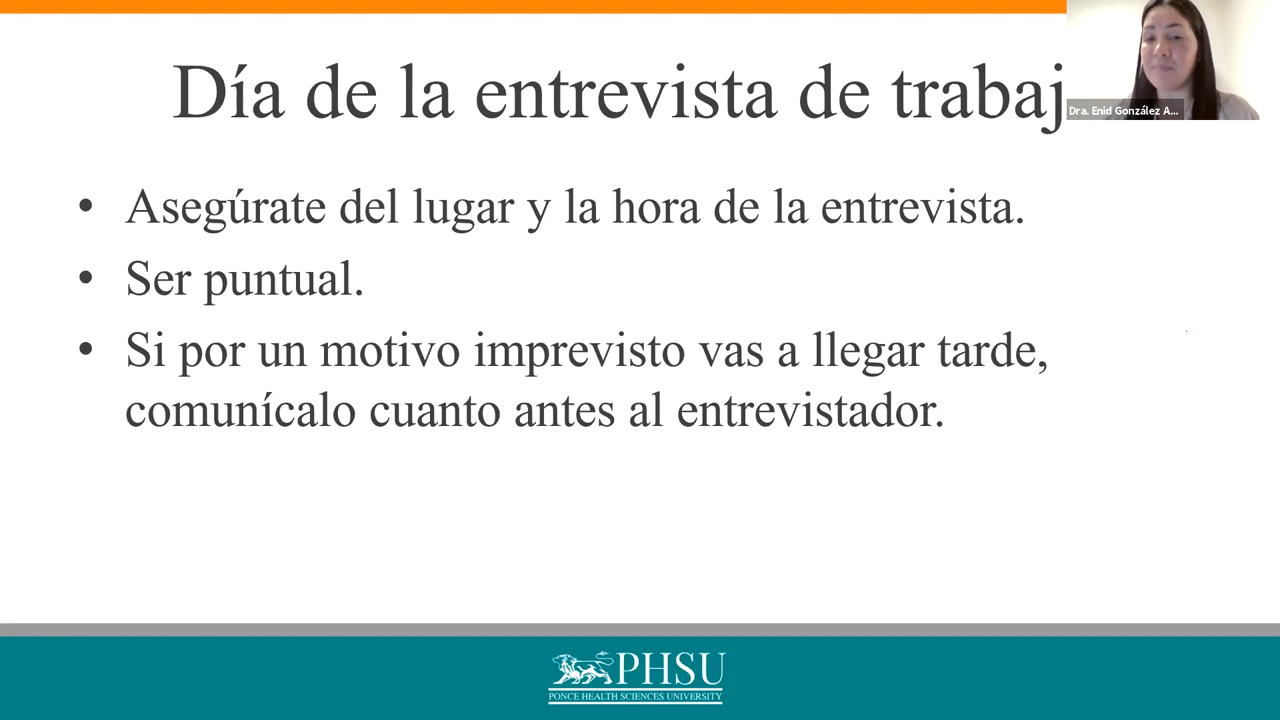 Día de la entrevista de trabaj
Dra. Enid González A...
• Asegúrate del lugar y la hora de la entrevista.
• Ser puntual.
• Si por un motivo imprevisto vas a llegar tarde,
comunícalo cuanto antes al entrevistador.
PHSU
PONCE HEALTH SCIENCES UNIVERSITY